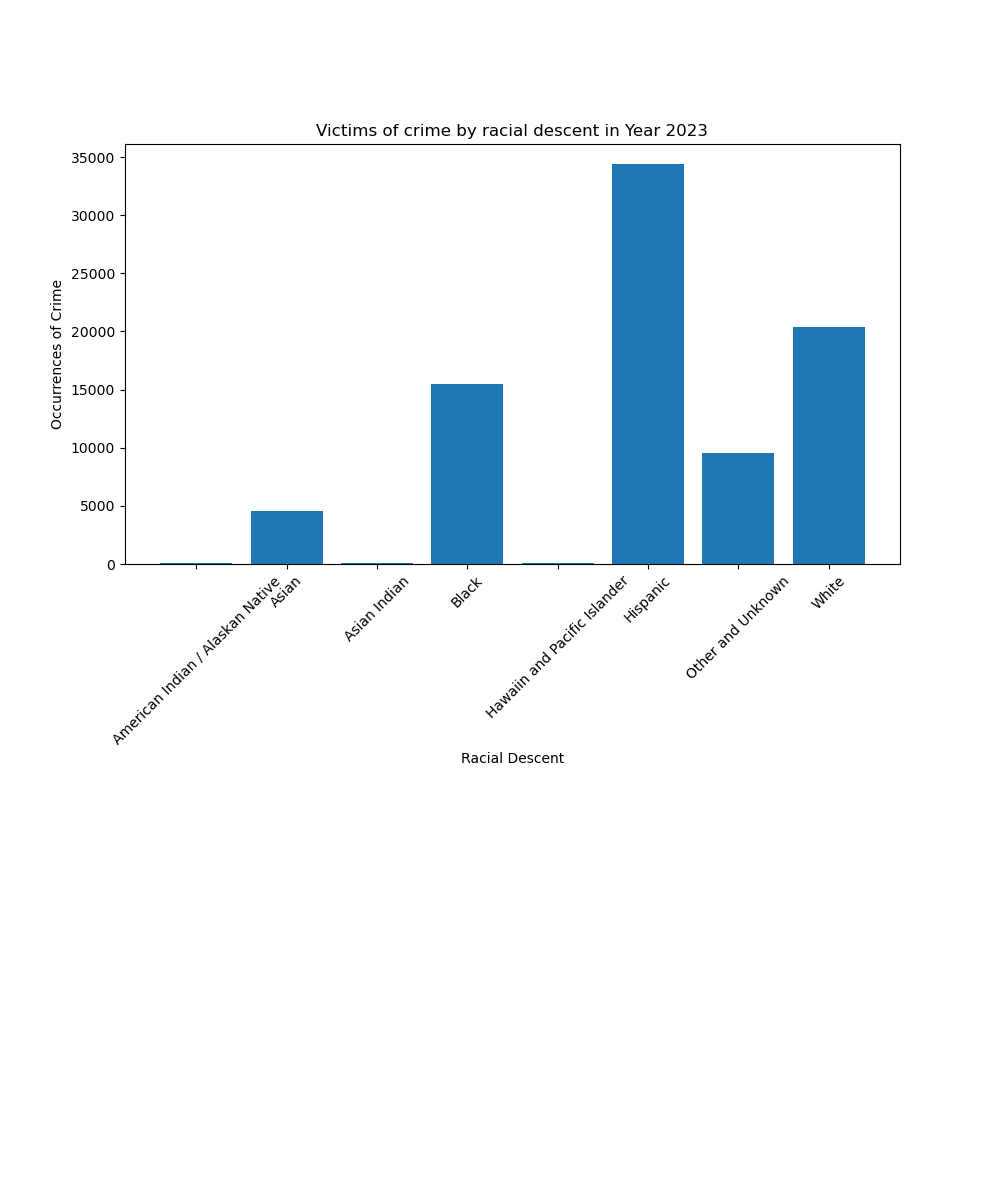 Victims of crime by racial descent in Year 2023
35000
30000
25000
20000
15000
10000
5000
0
Occurrences of Crime
American Indian / Alaskan Native
Asian
Asian Indian
Black
Hawaiin and Pacific Islander
Hispanic
Other and Unknown
White
Racial Descent